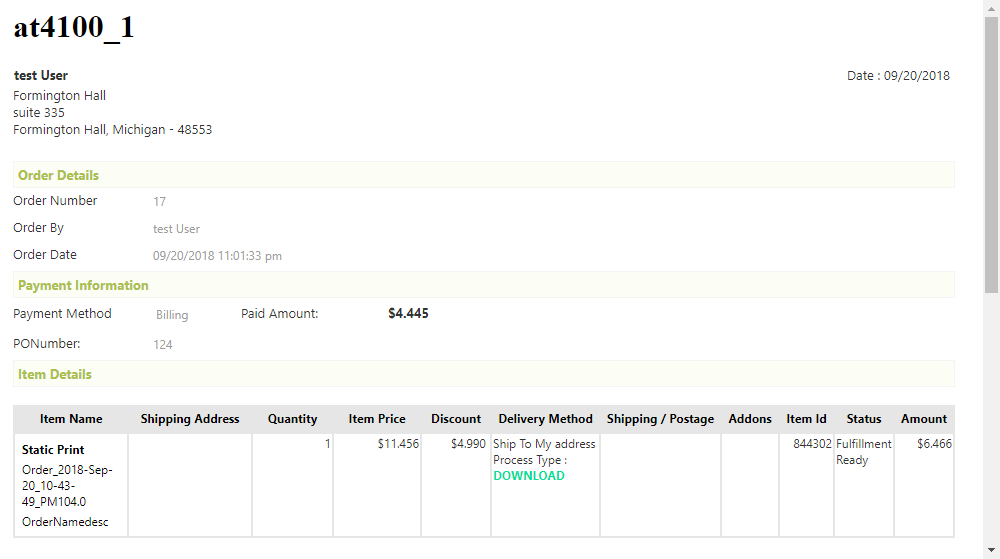 at4100_1
test User
Date : 09/20/2018
Formington Hall
suite 335
Formington Hall, Michigan - 48553
Order Details
Order Number 17
Order By test User
Order Date 09/20/2018 11:01:33 pm
Payment Information
Payment Method Billing Paid Amount: $4.445
PONumber: 124
Item Details
Item Name Shipping Address Quantity Item Price Discount Delivery Method Shipping / Postage Addons Item Id Status Amount
Static Print
Order_2018-Sep-
20_10-43-
49_PM104.0
OrderNamedesc
1
$11.456
$4.990
Ship To My address
Process Type :
DOWNLOAD
844302
Fulfillment
Ready
$6.466